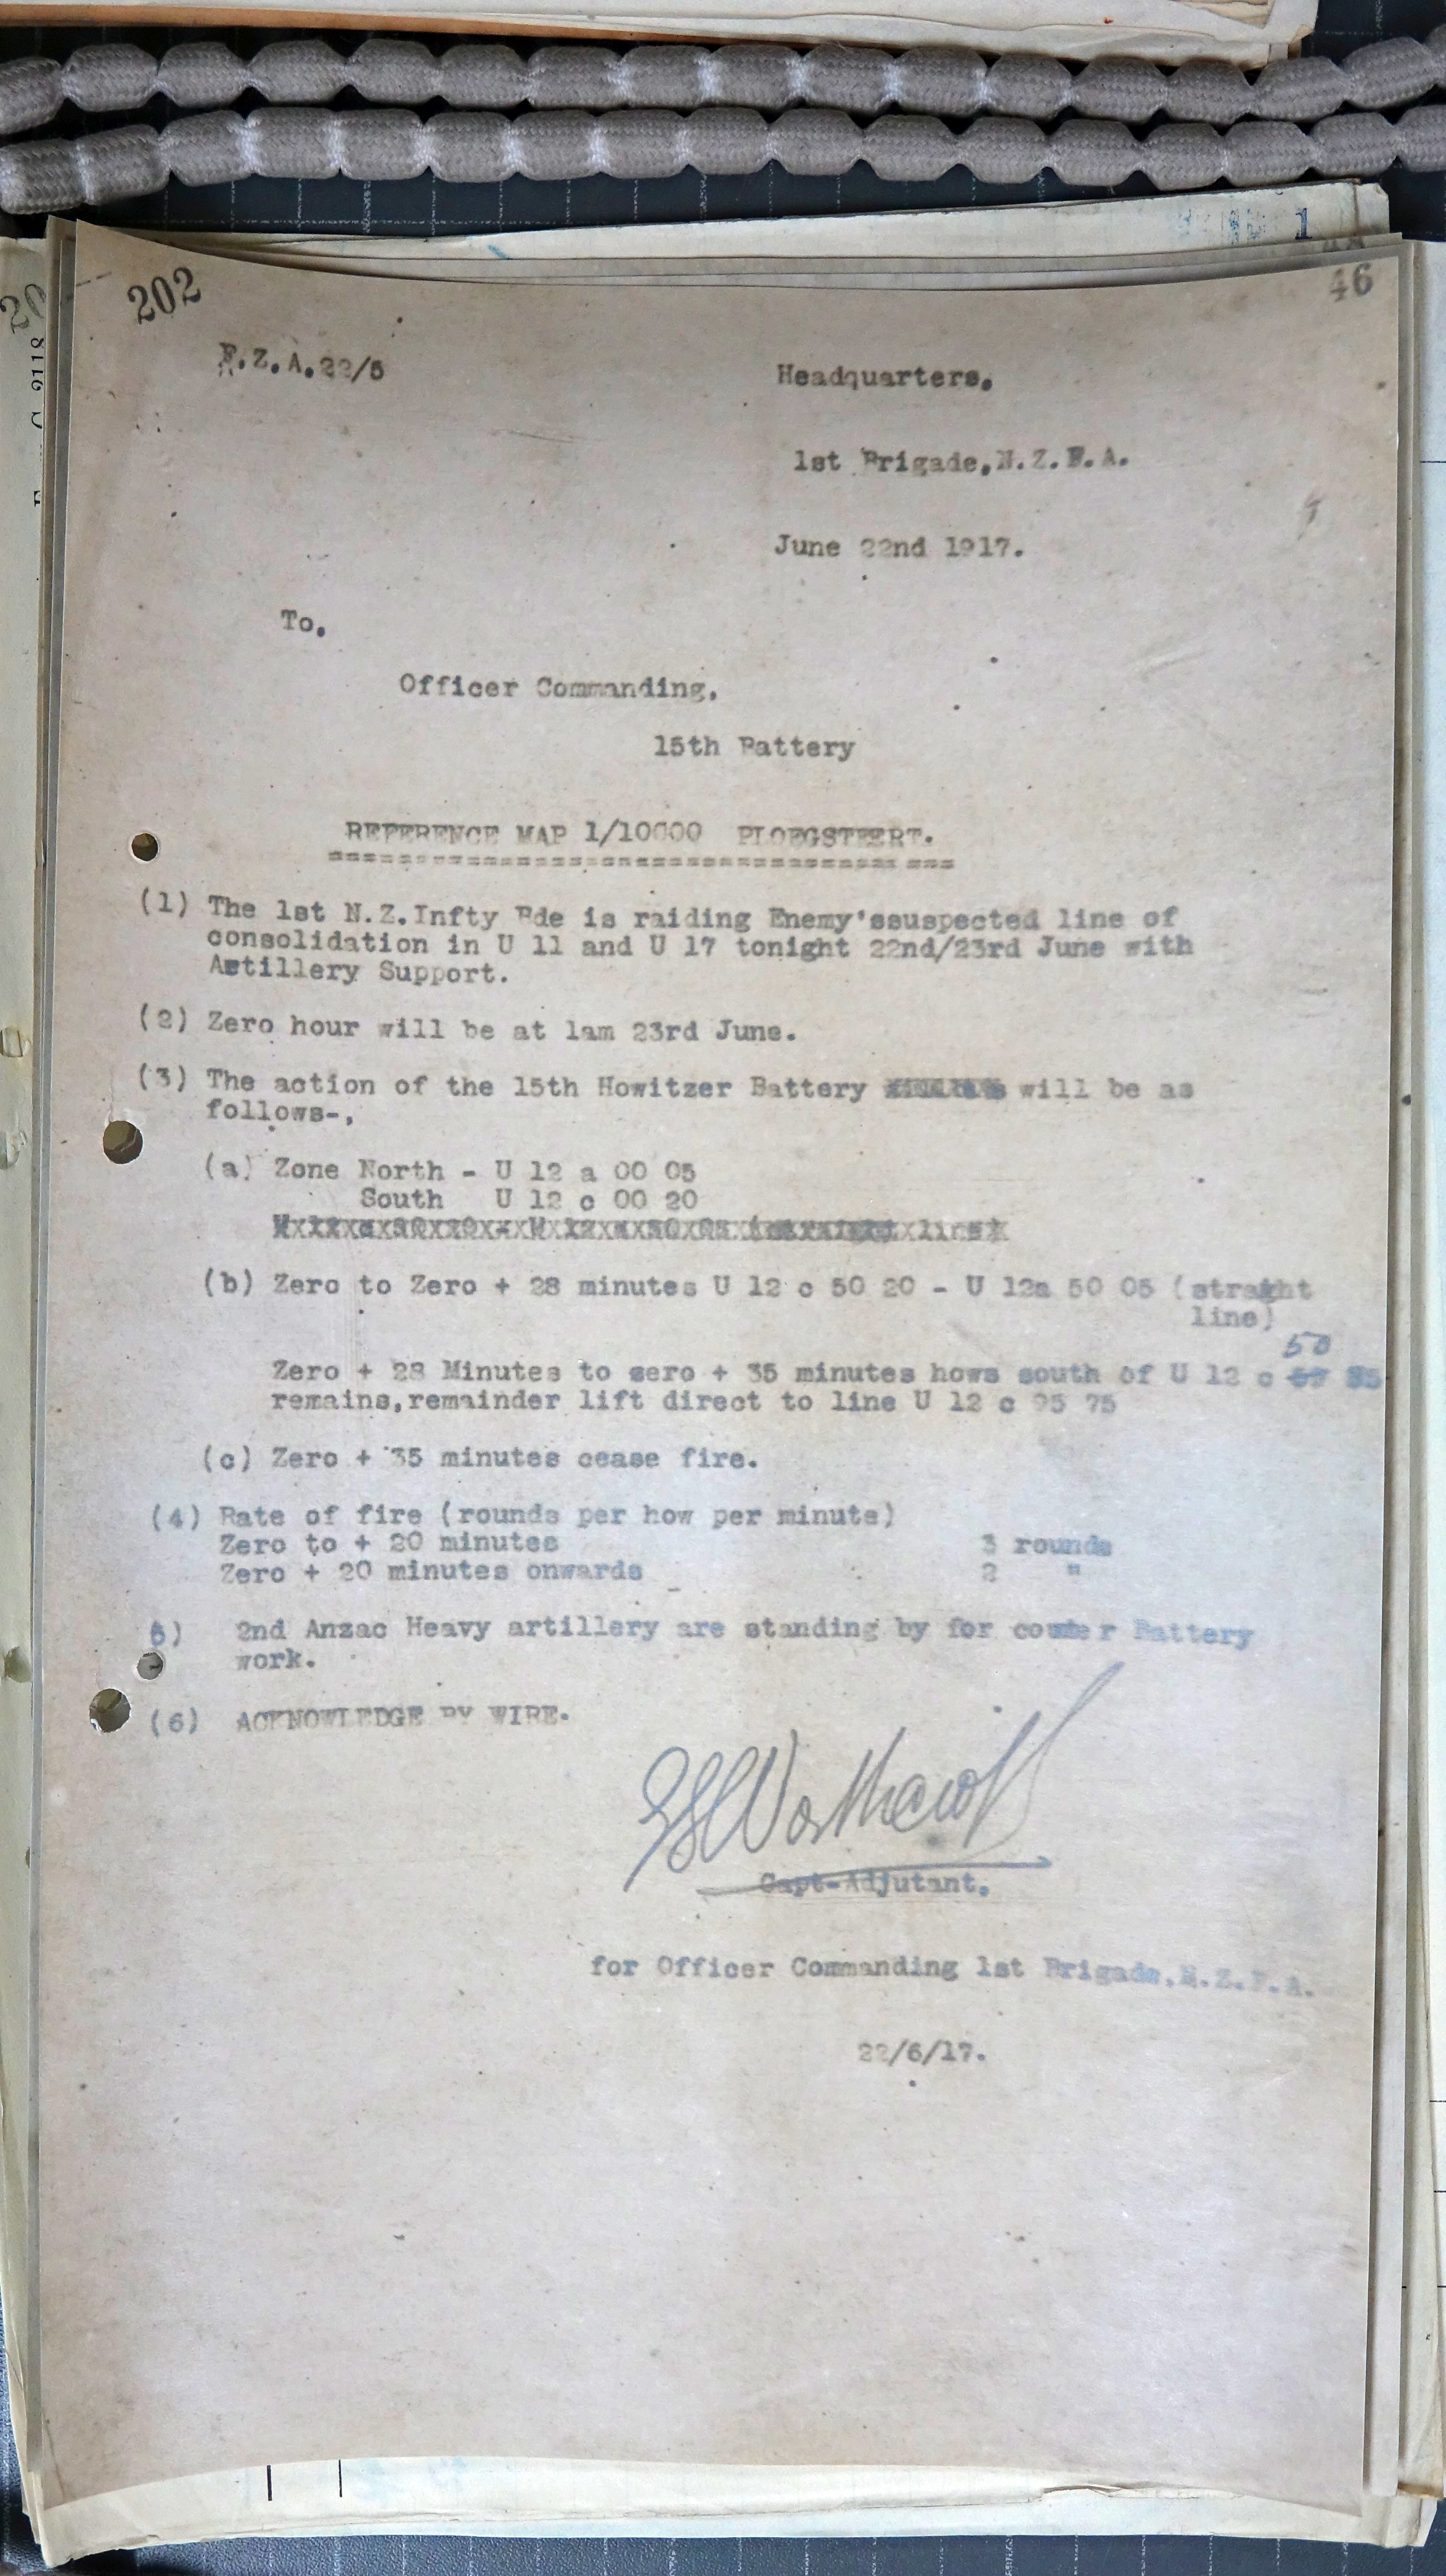 1
202
46
F.Z.A.22/5
Headquarters.
1st Brigade,N.Z.F.A.
June 22nd 1917.
To.
Officer Commanding.
15th Battery
REFERENCE MAP 1/10000 PLOEGSTEERT.
(1) The 1st N.Z.Infty Bde is raiding Enemy'ssuspected line of
consolidation in U 11 and U 17 tonight 22nd/23rd June with
Artillery Support.
(2) Zero hour will be at 1am 23rd June.
(3) The action of the 15th Howitzer Battery will be as
follows-,
(a) Zone North - U 12 a 00 05
South U 12 c 00 20
(b) Zero to Zero + 28 minutes U 12 c 50 20 - U 12a 50 05 (straight
line)
50
Zero + 28 Minutes to zero + 35 minutes hows south of U 12 c
remains,remainder lift direct to line U 12 c 95 75
(c) Zero + 35 minutes cease fire.
(4) Rate of fire (rounds per how per minute)
Zero to + 20 minutes 3 rounds
Zero + 20 minutes onwards 2 "
5) 2nd Anzac Heavy artillery are standing by for counter Battery
work.
(6) ACKNOWLEDGE BY WIRE.
Capt-Adjutant.
for Officer Commanding 1st Brigade.N.Z.F.A.
22/6/17.